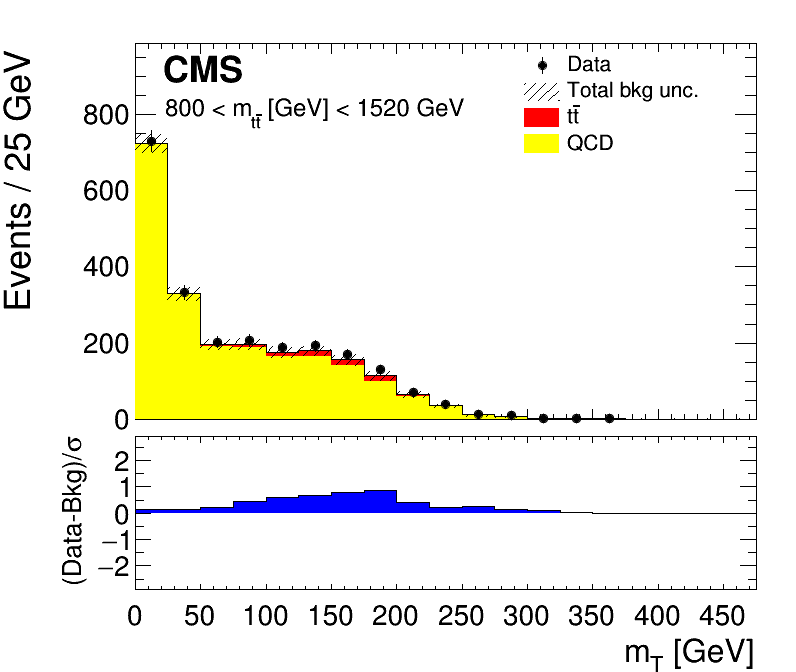 CMS
800 < m_tt̄ [GeV] < 1520 GeV
Data
Total bkg unc.
tt̄
QCD
Events / 25 GeV
800
600
400
200
0
(Data-Bkg)/σ
2
1
0
−1
−2
0 50 100 150 200 250 300 350 400 450
m_T [GeV]